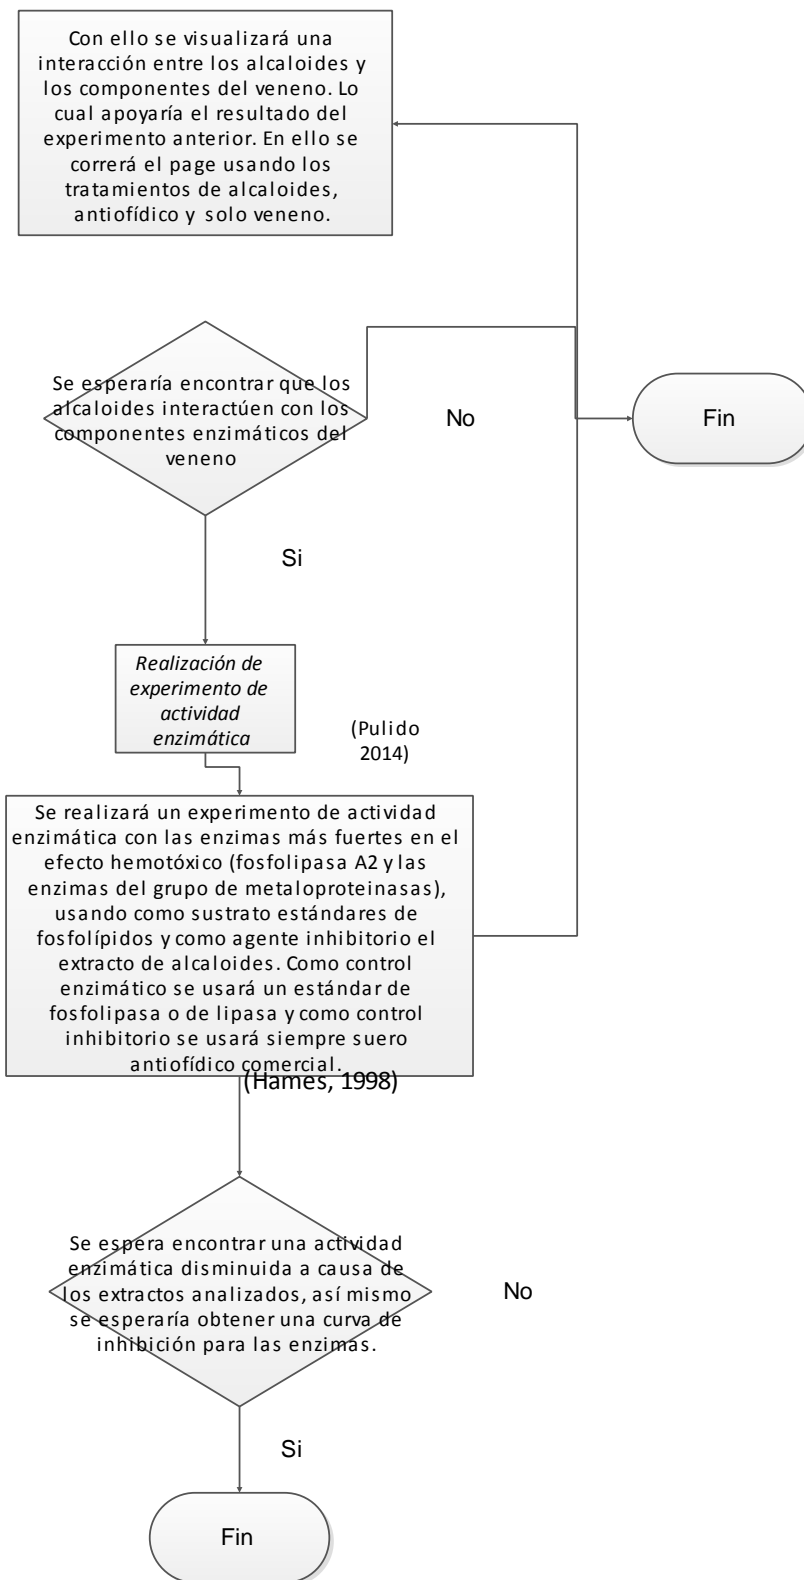 Con ello se visualizará una
interacción entre los alcaloides y
los componentes del veneno. Lo
cual apoyaría el resultado del
experimento anterior. En ello se
correrá el page usando los
tratamientos de alcaloides,
antiofídico y solo veneno.
Se esperaría encontrar que los
alcaloides interactúen con los
componentes enzimáticos del
veneno
No
Fin
Si
Realización de
experimento de
actividad
enzimática
(Pulido
2014)
Se realizará un experimento de actividad
enzimática con las enzimas más fuertes en el
efecto hemotóxico (fosfolipasa A2 y las
enzimas del grupo de metaloproteinasas),
usando como sustrato estándares de
fosfolípidos y como agente inhibitorio el
extracto de alcaloides. Como control
enzimático se usará un estándar de
fosfolipasa o de lipasa y como control
inhibitorio se usará siempre suero
antiofídico comercial.
(Hames, 1998)
Se espera encontrar una actividad
enzimática disminuida a causa de
los extractos analizados, así mismo
se esperaría obtener una curva de
inhibición para las enzimas.
No
Si
Fin